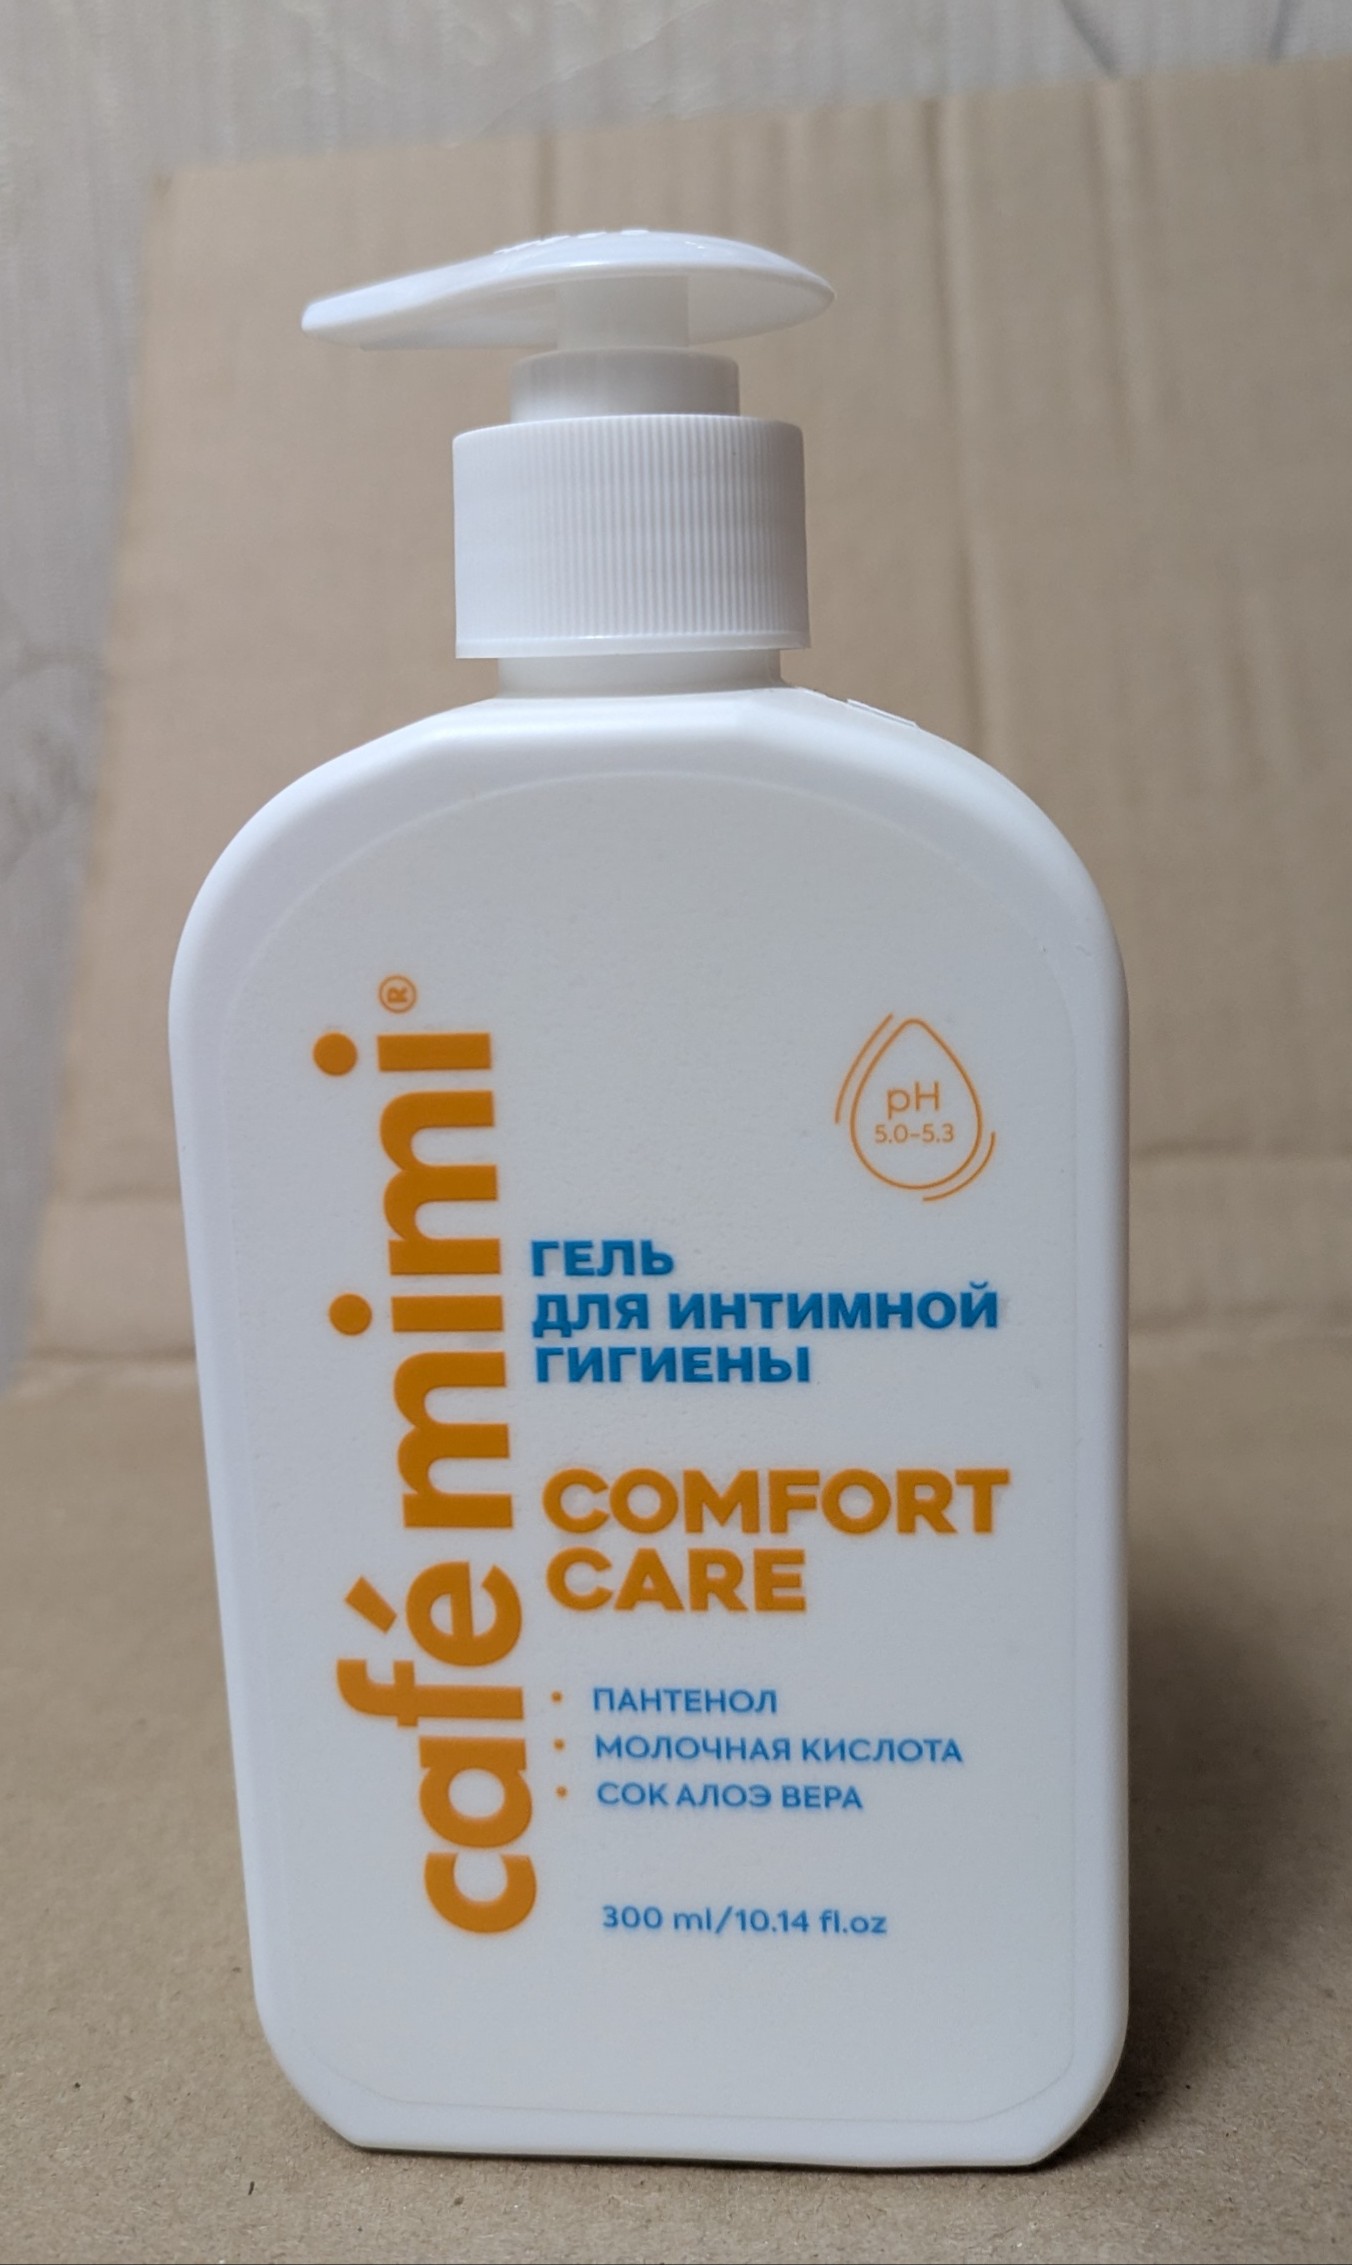 café mimi®
pH
5.0-5.3
ГЕЛЬ
ДЛЯ ИНТИМНОЙ
ГИГИЕНЫ
COMFORT
CARE
• ПАНТЕНОЛ
• МОЛОЧНАЯ КИСЛОТА
• СОК АЛОЭ ВЕРА
300 ml/10.14 fl.oz